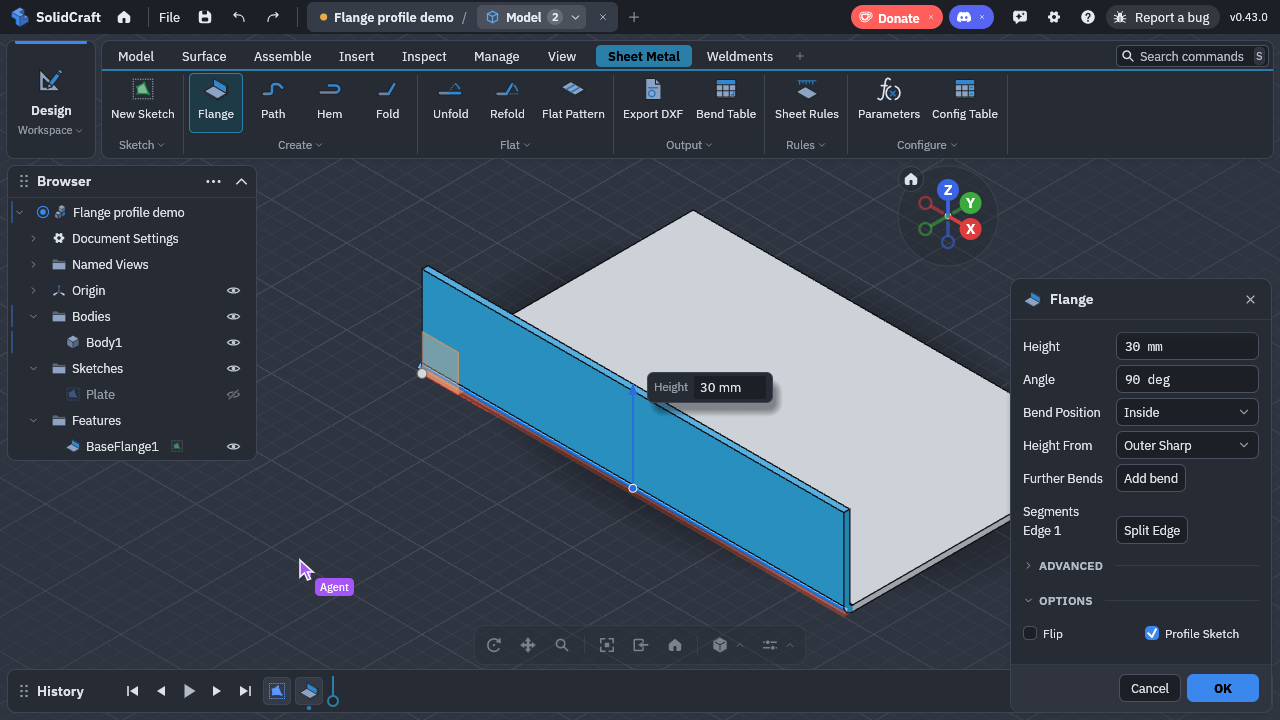 SolidCraft
File
Flange profile demo / Model 2
Donate
Report a bug
v0.43.0
Design
Workspace
Model Surface Assemble Insert Inspect Manage View Sheet Metal Weldments
Search commands S
New Sketch Flange Path Hem Fold Unfold Refold Flat Pattern Export DXF Bend Table Sheet Rules Parameters Config Table
Sketch Create Flat Output Rules Configure
Browser
Flange profile demo
Document Settings
Named Views
Origin
Bodies
Body1
Sketches
Plate
Features
BaseFlange1
Z
Y
X
Height 30 mm
Agent
Flange
Height 30 mm
Angle 90 deg
Bend Position Inside
Height From Outer Sharp
Further Bends Add bend
Segments
Edge 1 Split Edge
ADVANCED
OPTIONS
Flip Profile Sketch
Cancel OK
History